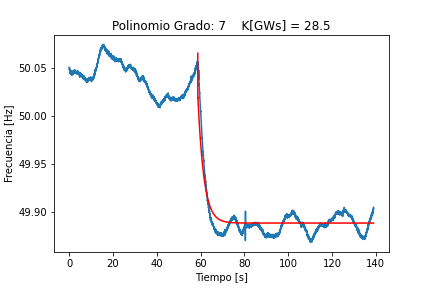 Polinomio Grado: 7    K[GWs] = 28.5
Frecuencia [Hz]
50.05
50.00
49.95
49.90
0 20 40 60 80 100 120 140
Tiempo [s]